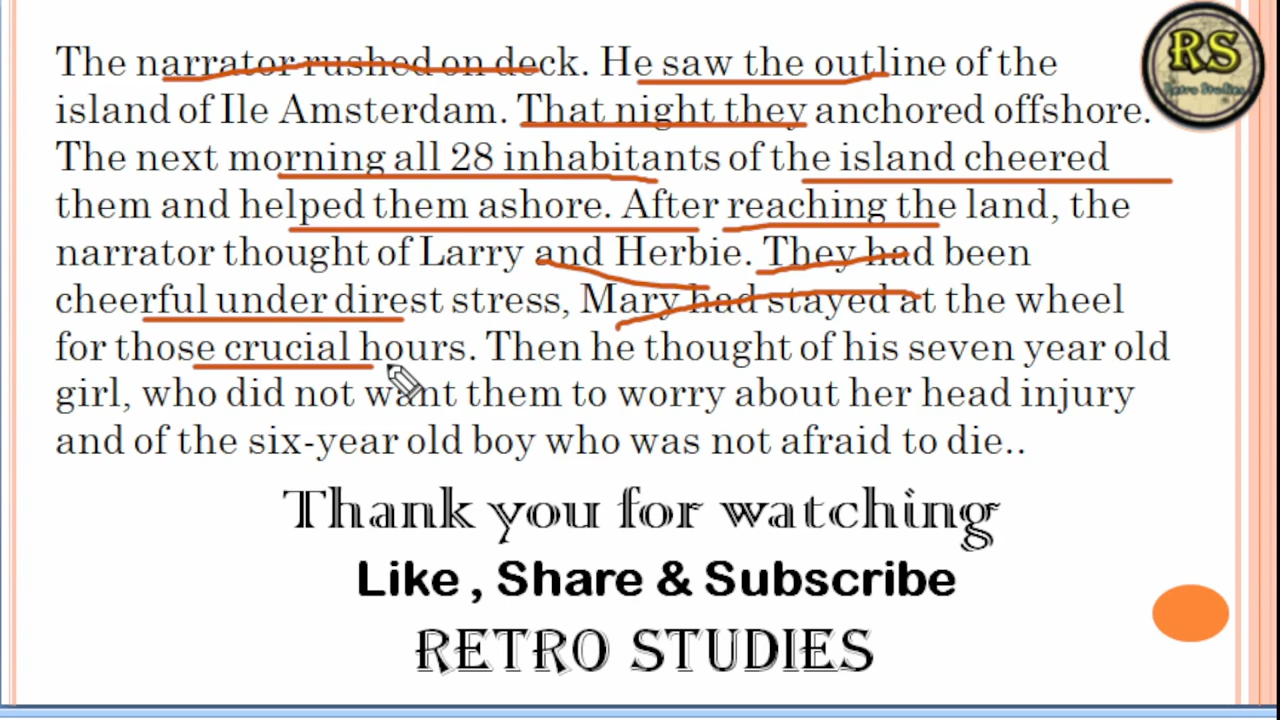 RS
Retro Studies
The narrator rushed on deck. He saw the outline of the
island of Ile Amsterdam. That night they anchored offshore.
The next morning all 28 inhabitants of the island cheered
them and helped them ashore. After reaching the land, the
narrator thought of Larry and Herbie. They had been
cheerful under direst stress, Mary had stayed at the wheel
for those crucial hours. Then he thought of his seven year old
girl, who did not want them to worry about her head injury
and of the six-year old boy who was not afraid to die..
Thank you for watching
Like , Share & Subscribe
RETRO STUDIES